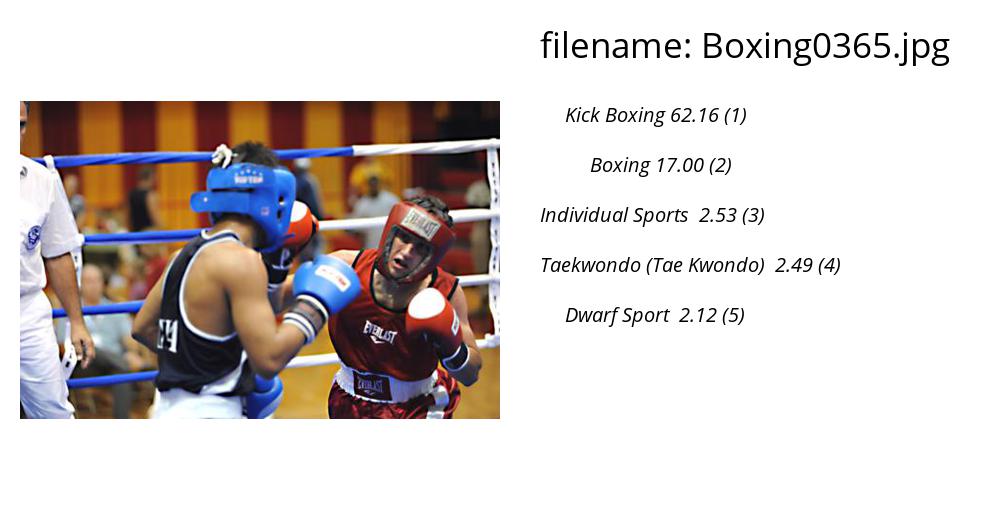 filename: Boxing0365.jpg
Kick Boxing 62.16 (1)
Boxing 17.00 (2)
Individual Sports 2.53 (3)
Taekwondo (Tae Kwondo) 2.49 (4)
Dwarf Sport 2.12 (5)
EVERLAST
EVERLAST
EVERLAST